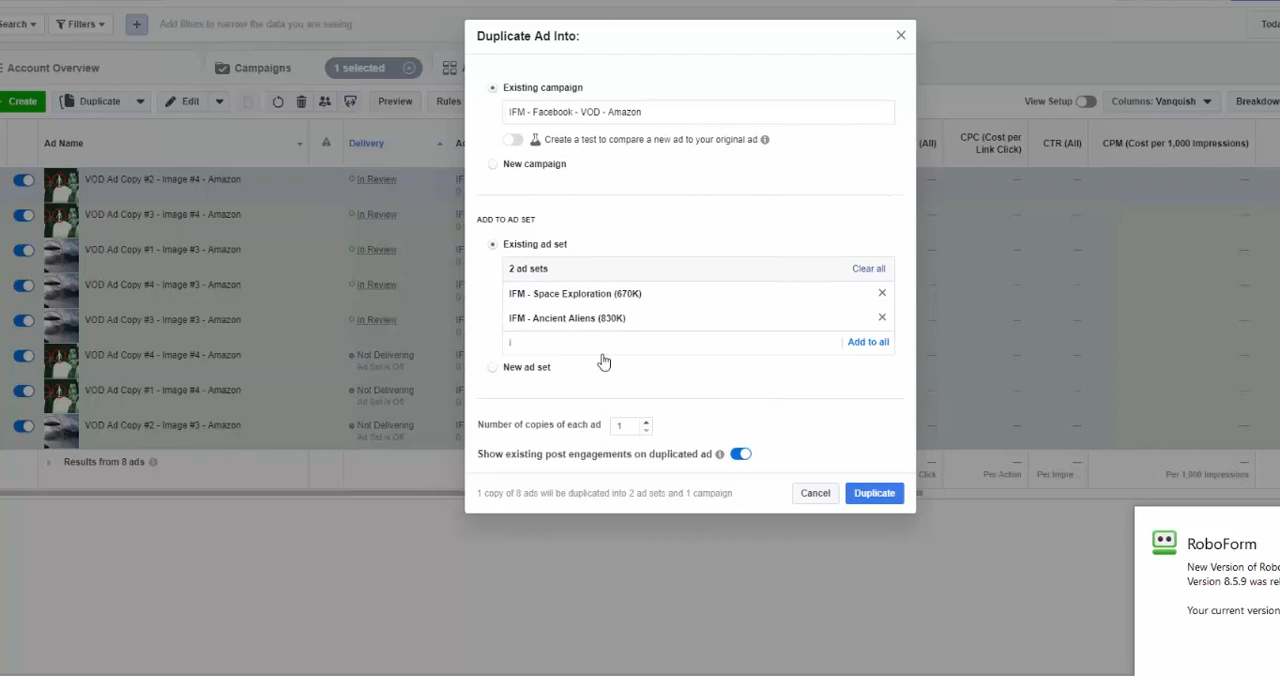 Search
Filters
+
Add filters to narrow the data you are seeing
Account Overview
Campaigns
1 selected
Create
Duplicate
Edit
Preview
Rules
View Setup
Columns: Vanquish
Breakdown
Ad Name
Delivery
(All)
CPC (Cost per
Link Click)
CTR (All)
CPM (Cost per 1,000 Impressions)
VOD Ad Copy #2 - Image #4 - Amazon
In Review
VOD Ad Copy #3 - Image #4 - Amazon
In Review
VOD Ad Copy #1 - Image #3 - Amazon
In Review
VOD Ad Copy #4 - Image #3 - Amazon
In Review
VOD Ad Copy #3 - Image #3 - Amazon
In Review
VOD Ad Copy #4 - Image #4 - Amazon
Not Delivering
Ad Set is Off
VOD Ad Copy #1 - Image #4 - Amazon
Not Delivering
Ad Set is Off
VOD Ad Copy #2 - Image #3 - Amazon
Not Delivering
Ad Set is Off
Results from 8 ads
Click
Per Action
Per Impre...
Per 1,000 Impressions
Duplicate Ad Into:
Existing campaign
IFM - Facebook - VOD - Amazon
Create a test to compare a new ad to your original ad
New campaign
ADD TO AD SET
Existing ad set
2 ad sets
Clear all
IFM - Space Exploration (670K)
IFM - Ancient Aliens (830K)
i
Add to all
New ad set
Number of copies of each ad
1
Show existing post engagements on duplicated ad
1 copy of 8 ads will be duplicated into 2 ad sets and 1 campaign
Cancel
Duplicate
RoboForm
New Version of Robo
Version 8.5.9 was rel
Your current version